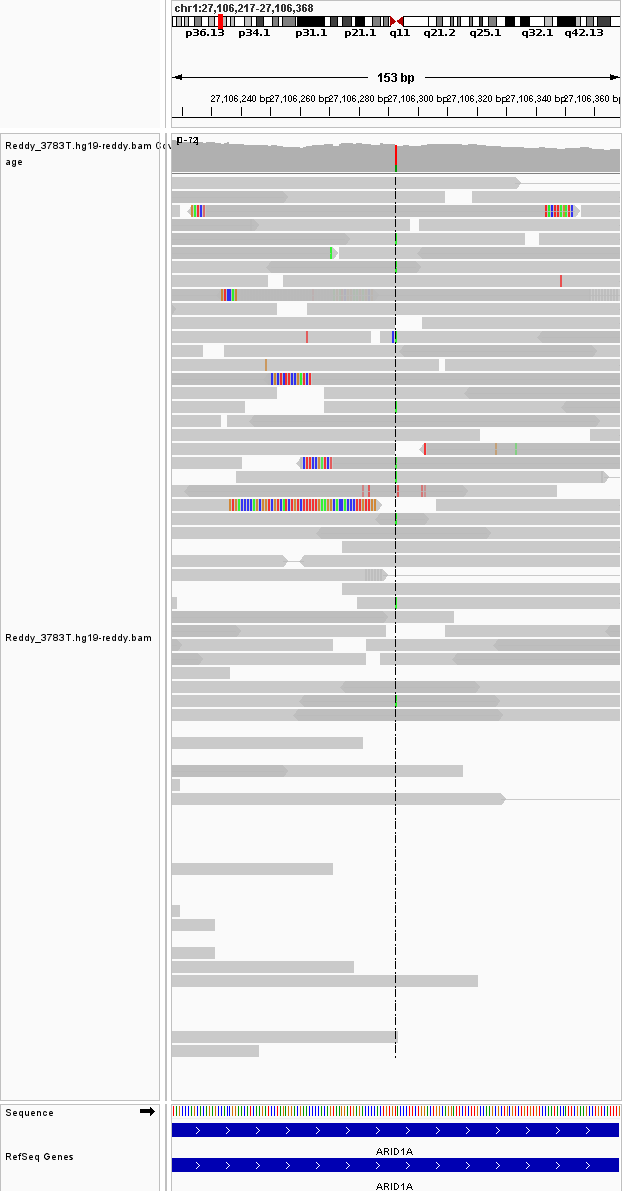 chr1:27,106,217-27,106,368
p36.13 p34.1 p31.1 p21.1 q11 q21.2 q25.1 q32.1 q42.13
153 bp
27,106,240 bp 27,106,260 bp 27,106,280 bp 27,106,300 bp 27,106,320 bp 27,106,340 bp 27,106,360 bp
Reddy_3783T.hg19-reddy.bam Cov
age
Reddy_3783T.hg19-reddy.bam
Sequence
ARID1A
RefSeq Genes
ARID1A